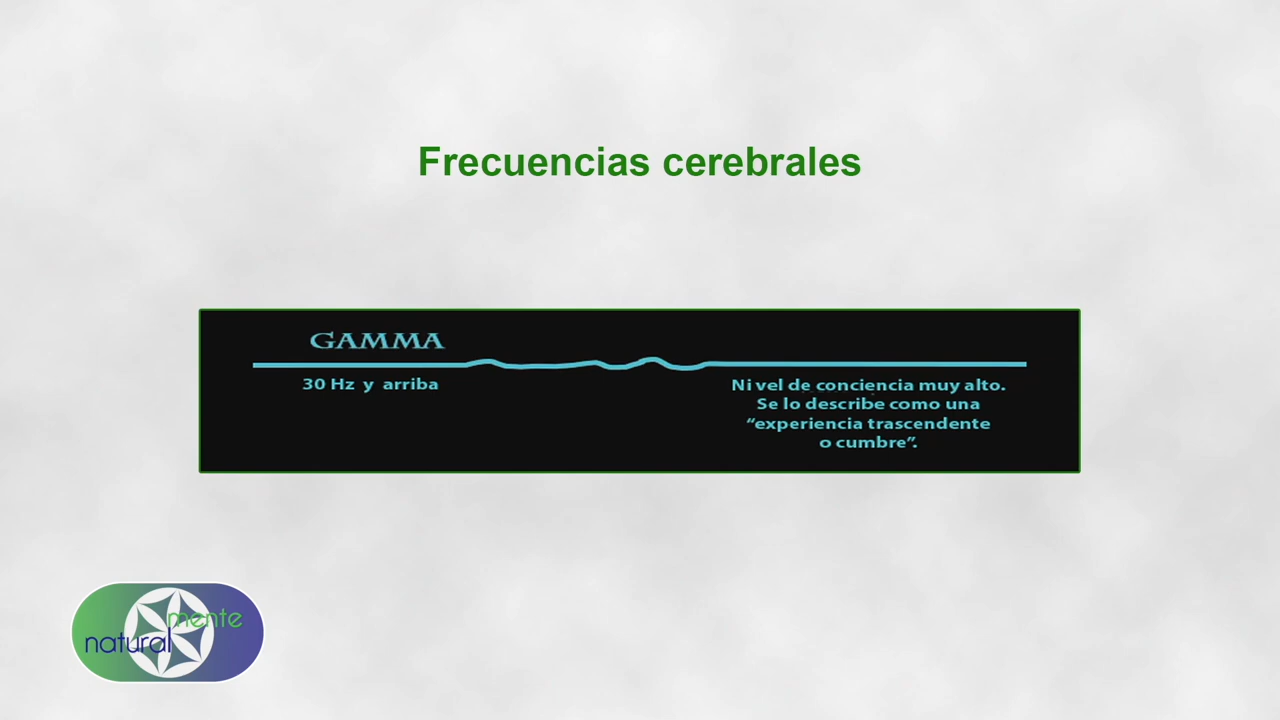 Frecuencias cerebrales
GAMMA
30 Hz y arriba
Ni vel de conciencia muy alto.
Se lo describe como una
“experiencia trascendente
o cumbre”.
mente
natural